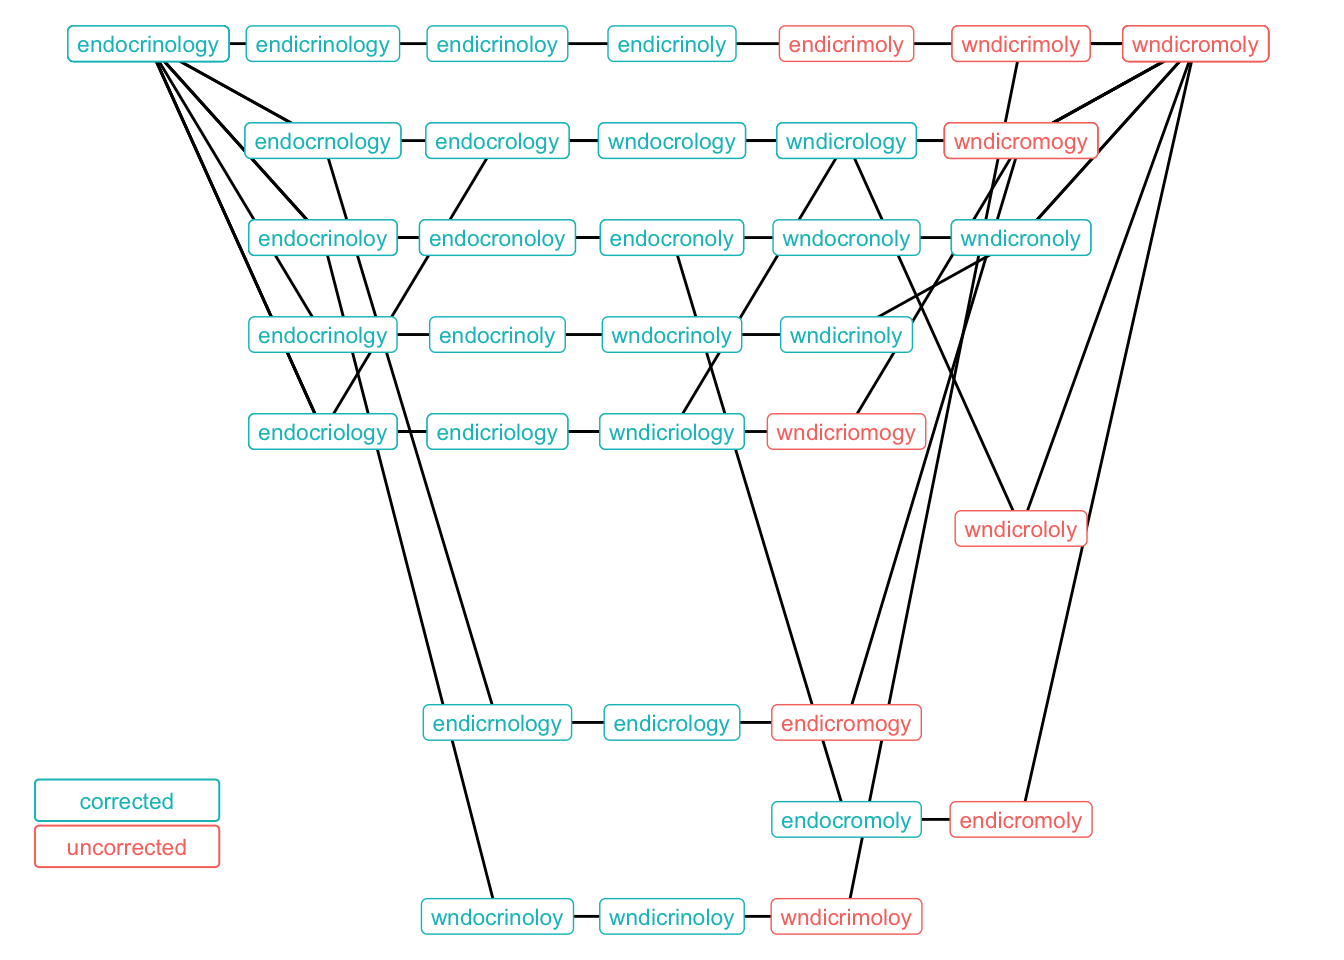 endocrinology endicrinology endicrinoloy endicrinoly endicrimoly wndicrimoly wndicromoly
endocrnology endocrology wndocrology wndicrology wndicromogy
endocrinoloy endocronoloy endocronoly wndocronoly wndicronoly
endocrinolgy endocrinoly wndocrinoly wndicrinoly
endocriology endicriology wndicriology wndicriomogy
wndicrololy
endicrnology endicrology endicromogy
corrected
endocromoly endicromoly
uncorrected
wndocrinoloy wndicrinoloy wndicrimoloy